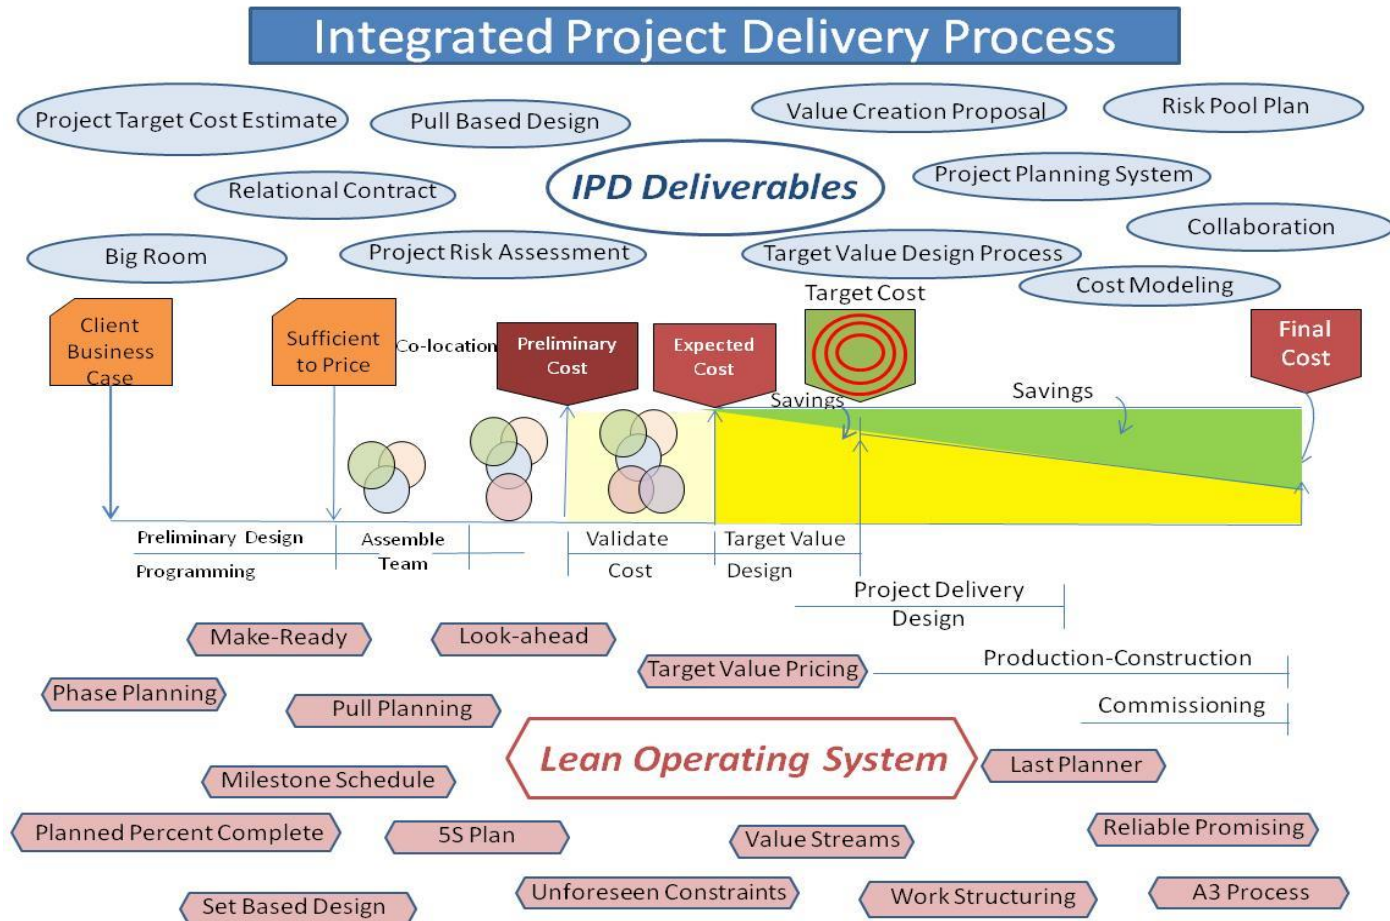 Integrated Project Delivery Process
Project Target Cost Estimate
Pull Based Design
Value Creation Proposal
Risk Pool Plan
Relational Contract
IPD Deliverables
Project Planning System
Collaboration
Big Room
Project Risk Assessment
Target Value Design Process
Cost Modeling
Client
Business
Case
Sufficient
to Price
Co-location
Preliminary
Cost
Expected
Cost
Target Cost
Final
Cost
Savings
Savings
Preliminary Design
Programming
Assemble
Team
Validate
Cost
Target Value
Design
Project Delivery
Design
Production-Construction
Commissioning
Make-Ready
Look-ahead
Target Value Pricing
Phase Planning
Pull Planning
Lean Operating System
Last Planner
Milestone Schedule
Planned Percent Complete
5S Plan
Value Streams
Reliable Promising
Set Based Design
Unforeseen Constraints
Work Structuring
A3 Process